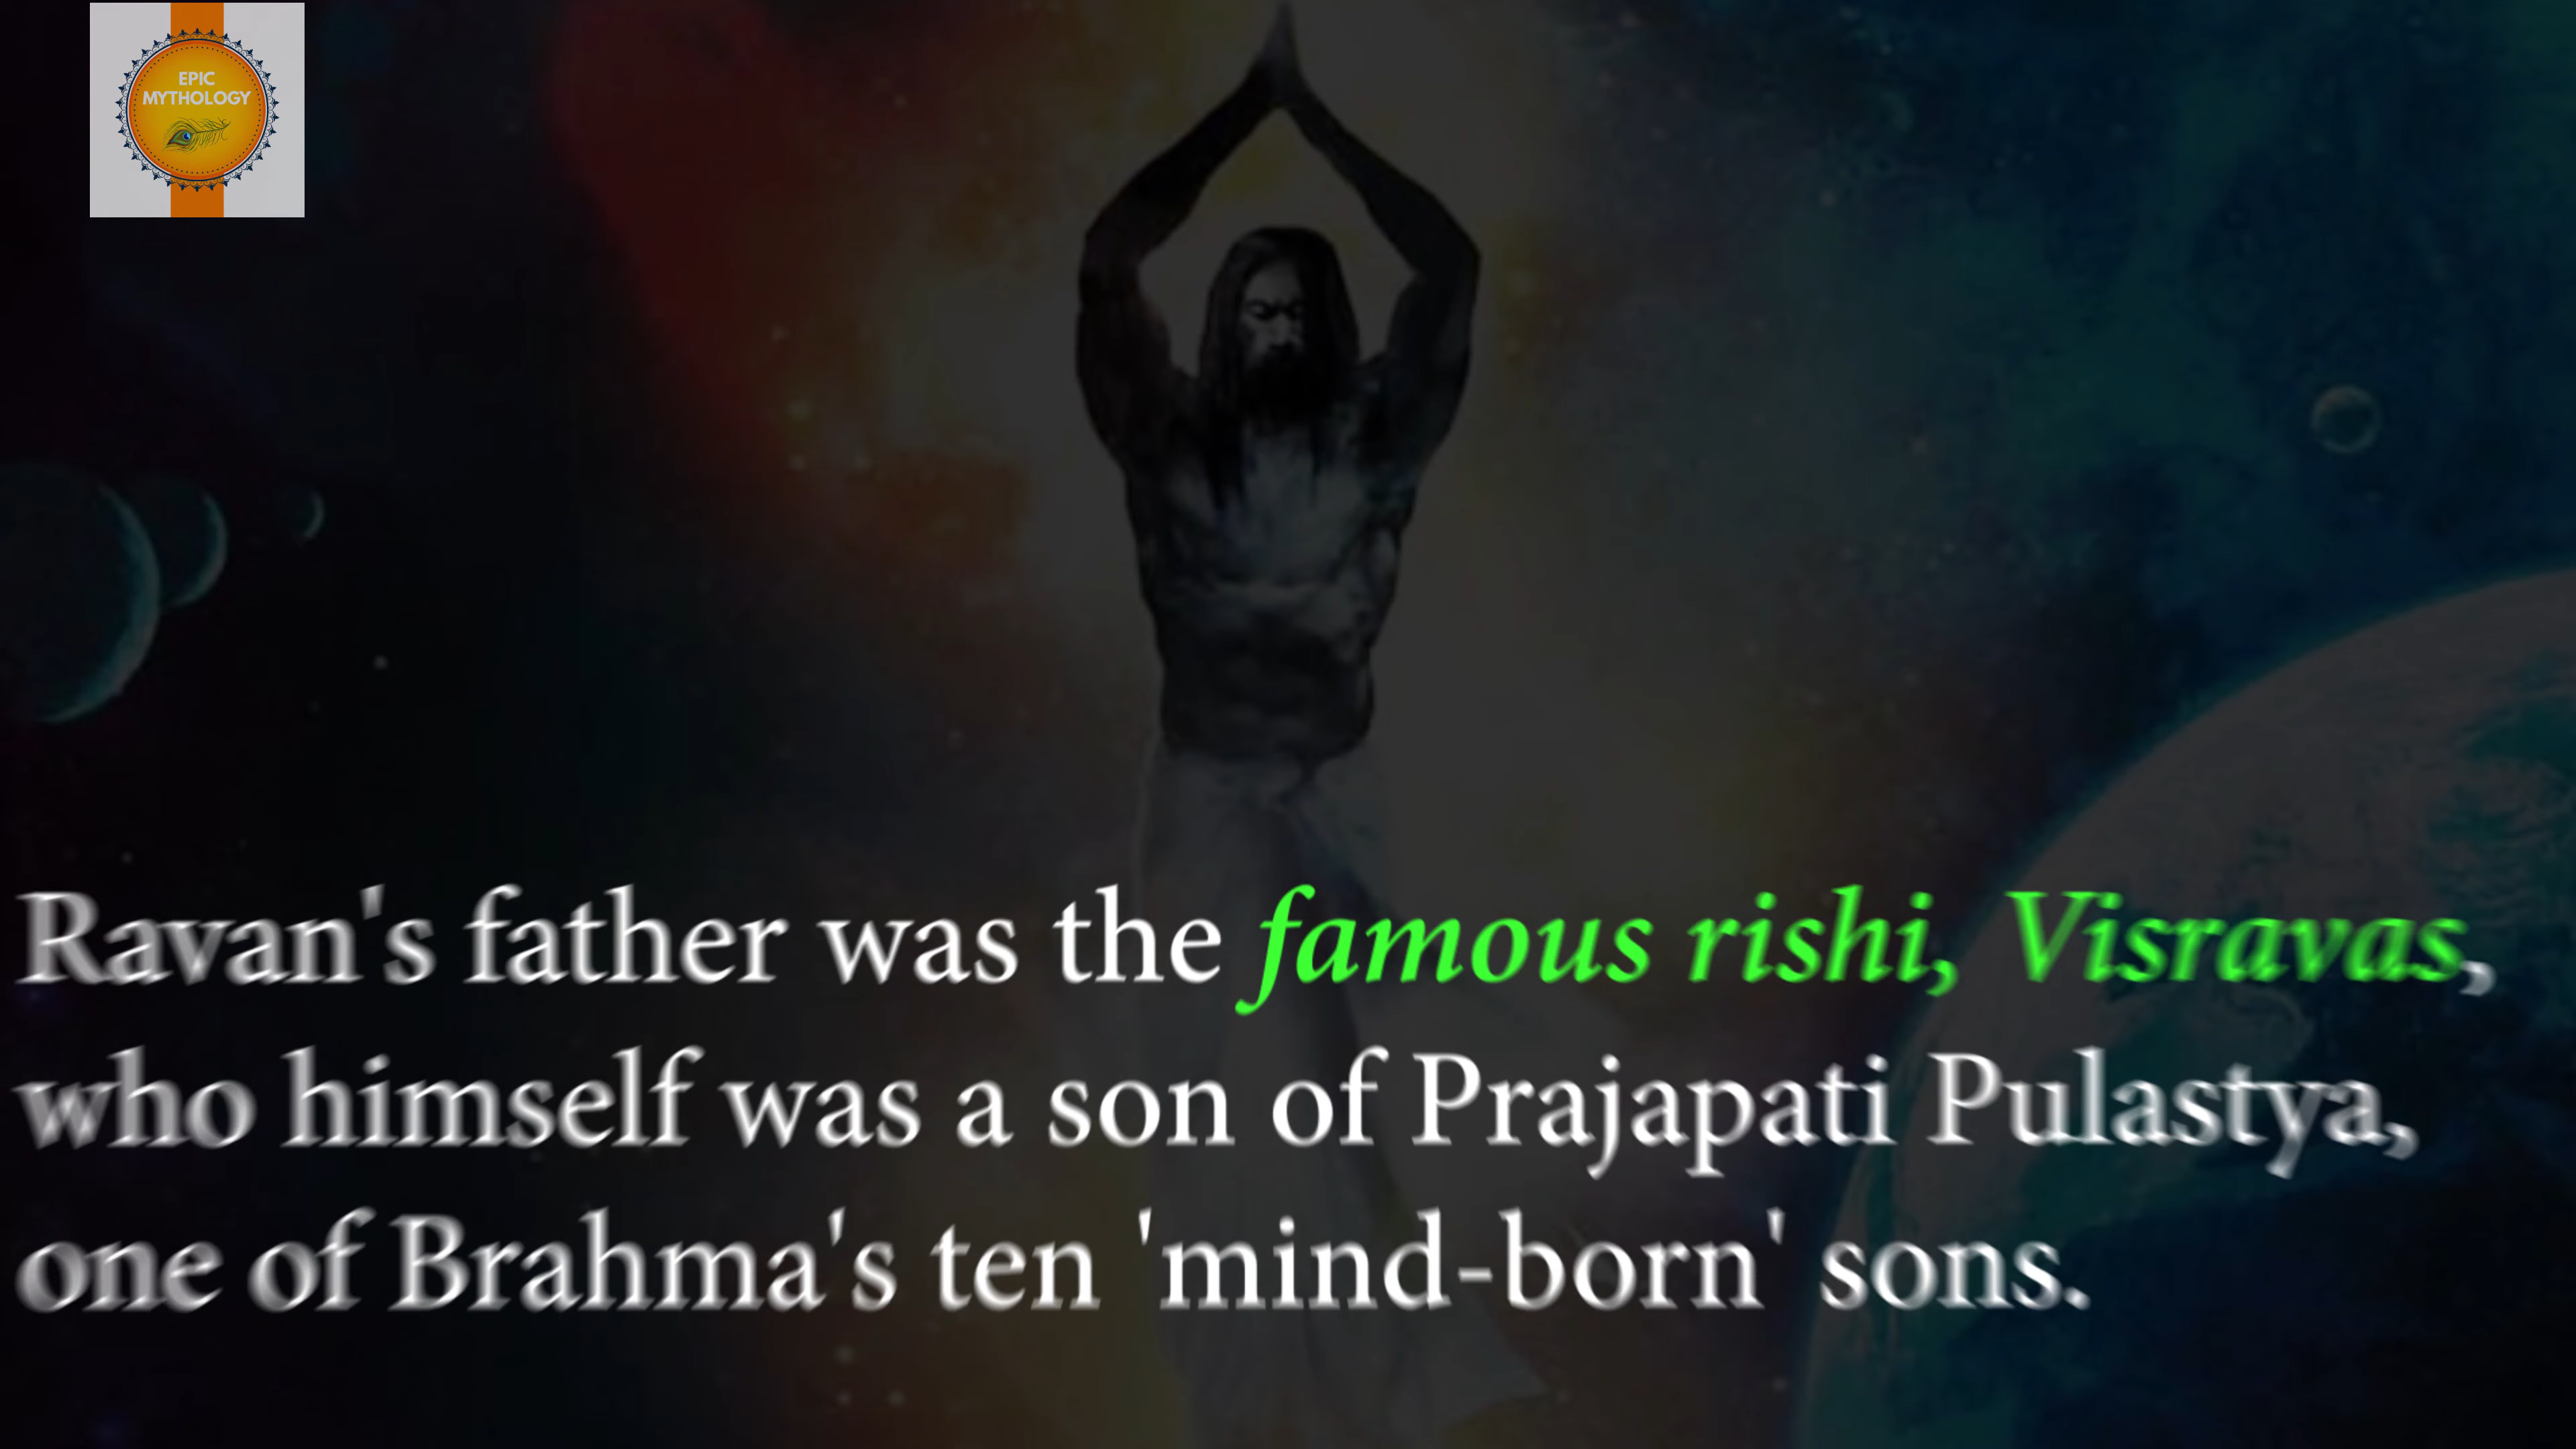 EPIC
MYTHOLOGY
Ravan's father was the famous rishi, Visravas,
who himself was a son of Prajapati Pulastya,
one of Brahma's ten 'mind-born' sons.